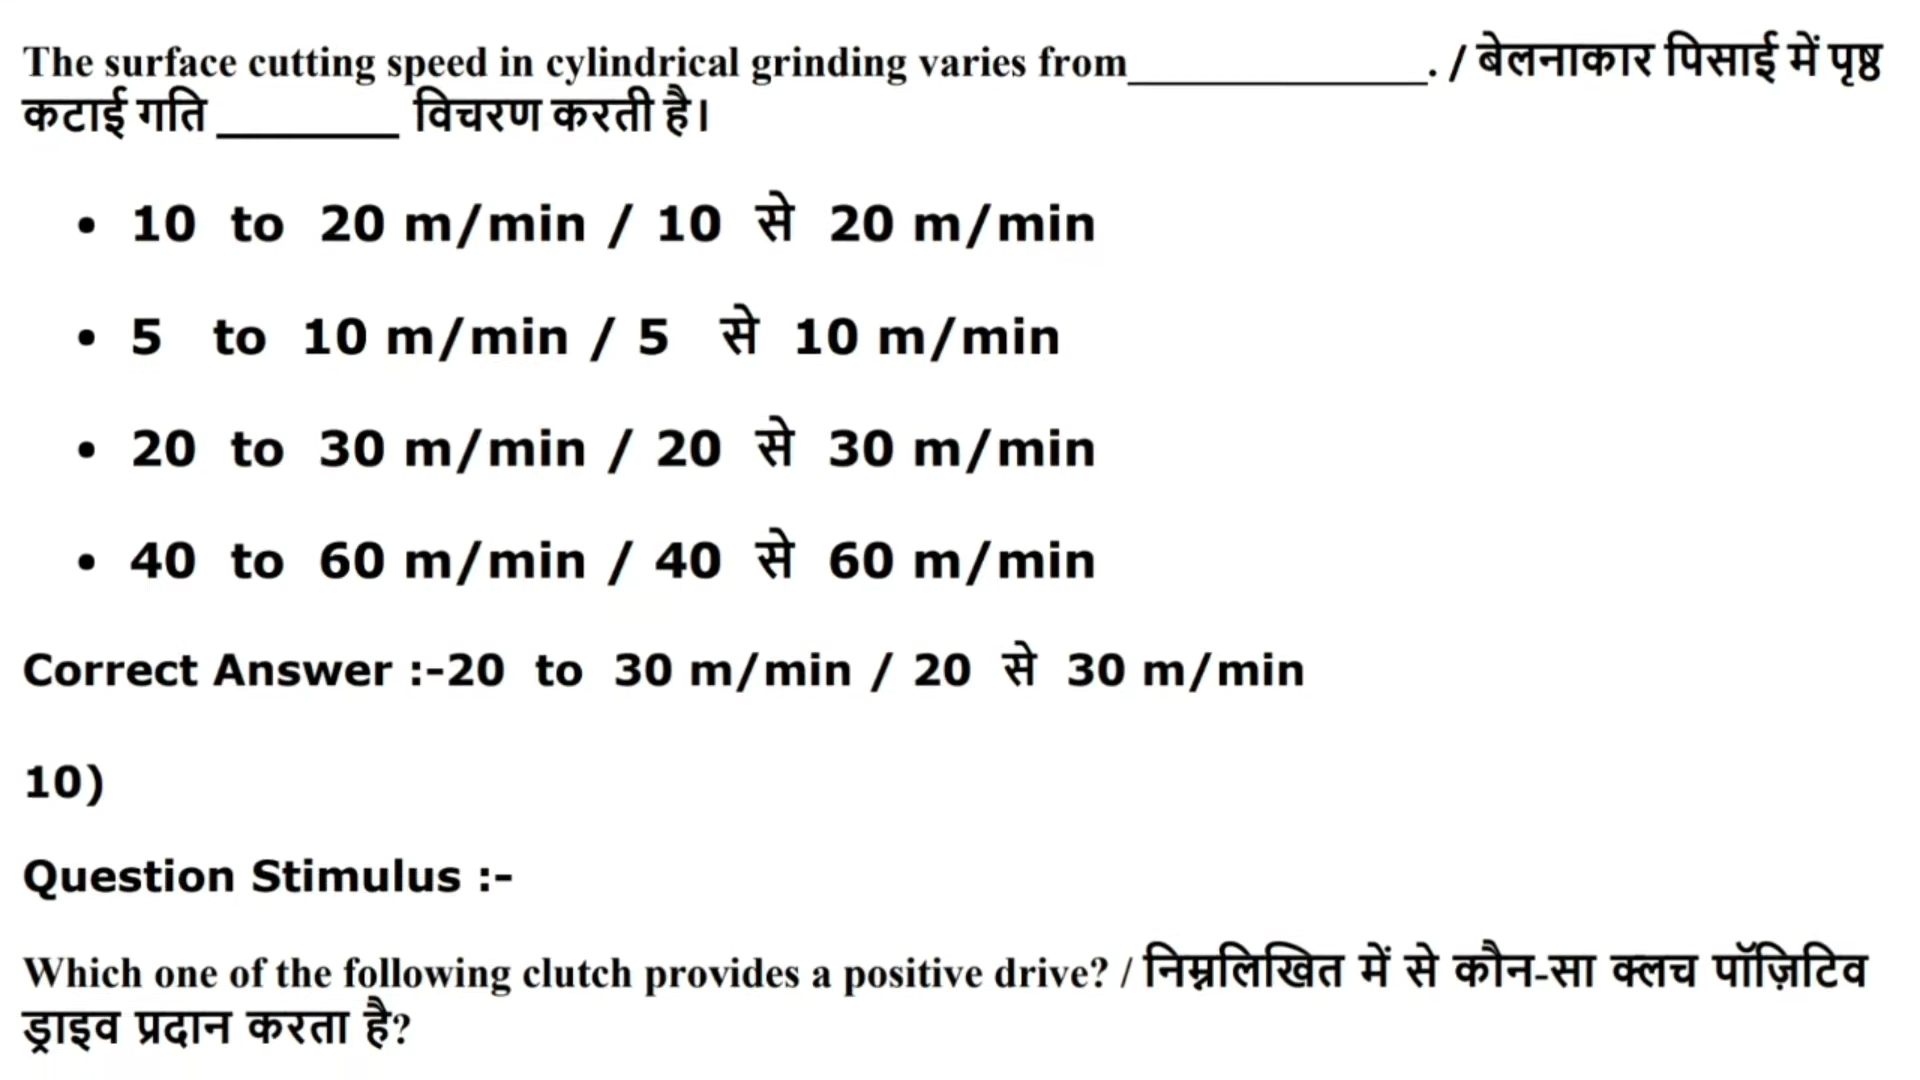 The surface cutting speed in cylindrical grinding varies from_______________. / बेलनाकार पिसाई में पृष्ठ
कटाई गति ________ विचरण करती है।
• 10 to 20 m/min / 10 से 20 m/min
• 5 to 10 m/min / 5 से 10 m/min
• 20 to 30 m/min / 20 से 30 m/min
• 40 to 60 m/min / 40 से 60 m/min
Correct Answer :-20 to 30 m/min / 20 से 30 m/min
10)
Question Stimulus :-
Which one of the following clutch provides a positive drive? / निम्नलिखित में से कौन-सा क्लच पॉज़िटिव
ड्राइव प्रदान करता है?